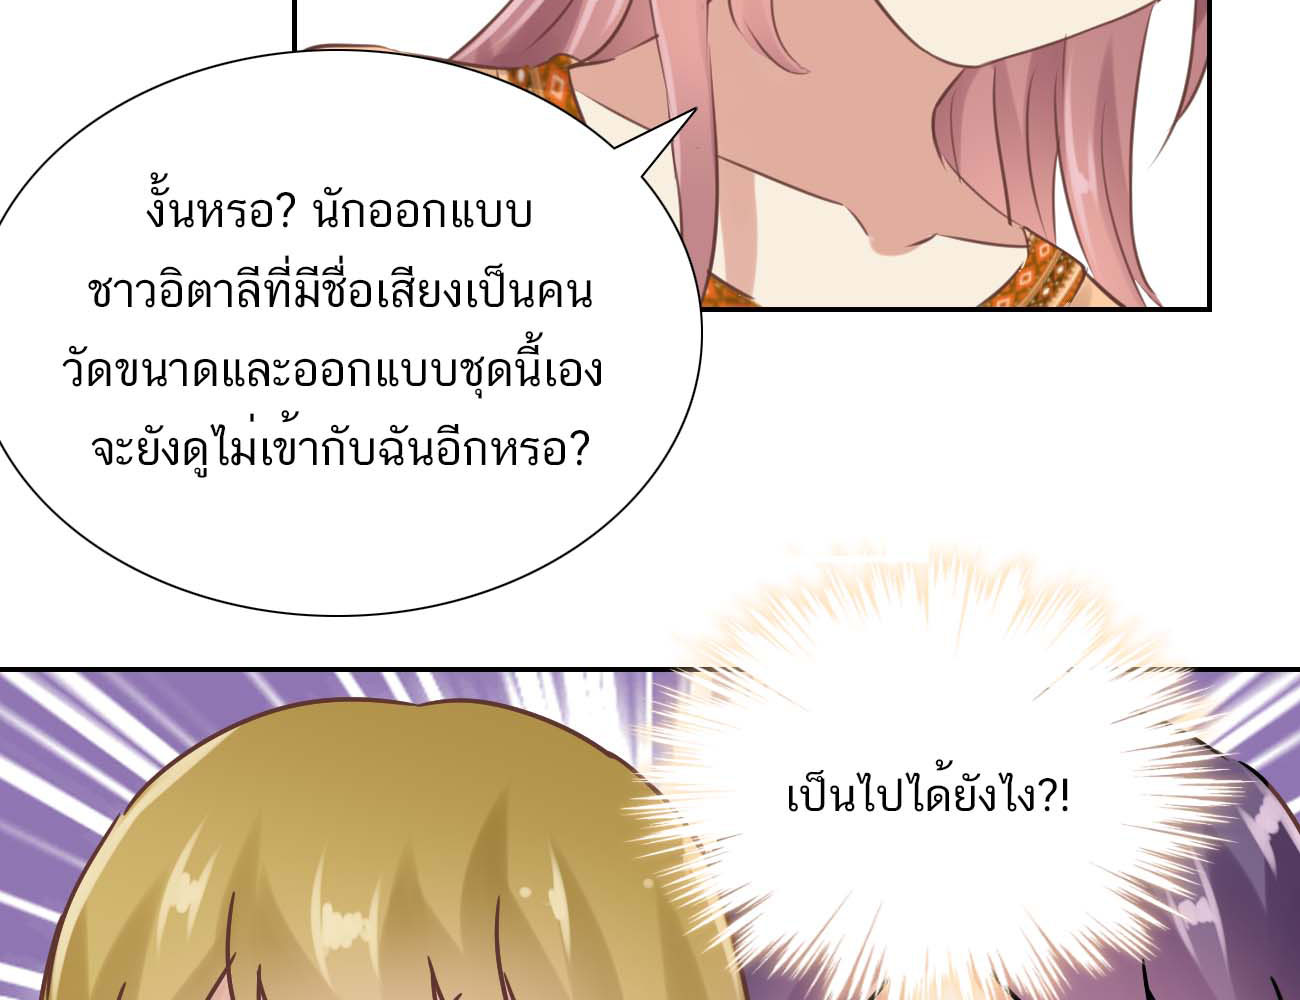 งั้นหรอ? นักออกแบบ
ชาวอิตาลีที่มีชื่อเสียงเป็นคน
วัดขนาดและออกแบบชุดนี้เอง
จะยังดูไม่เข้ากับฉันอีกหรอ?
เป็นไปได้ยังไง?!